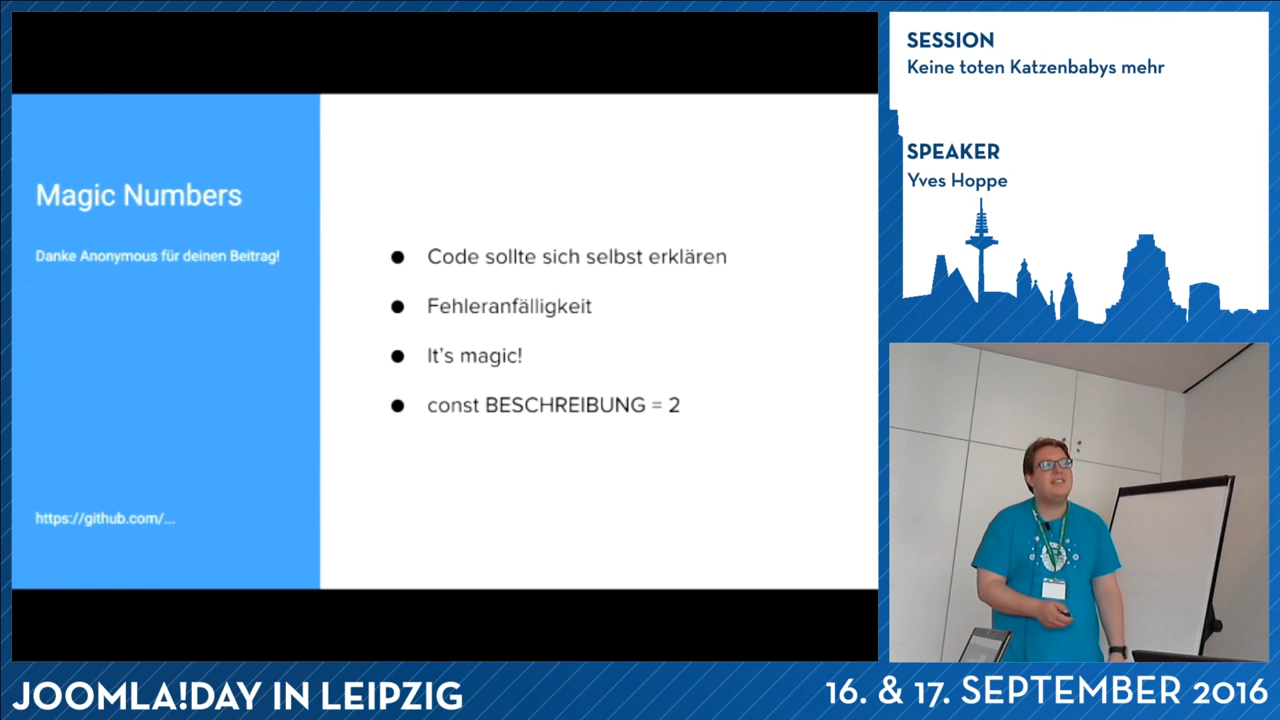 SESSION
Keine toten Katzenbabys mehr
SPEAKER
Yves Hoppe
Magic Numbers
Danke Anonymous für deinen Beitrag!
https://github.com/...
● Code sollte sich selbst erklären
● Fehleranfälligkeit
● It's magic!
● const BESCHREIBUNG = 2
JOOMLA!DAY IN LEIPZIG
16. & 17. SEPTEMBER 2016